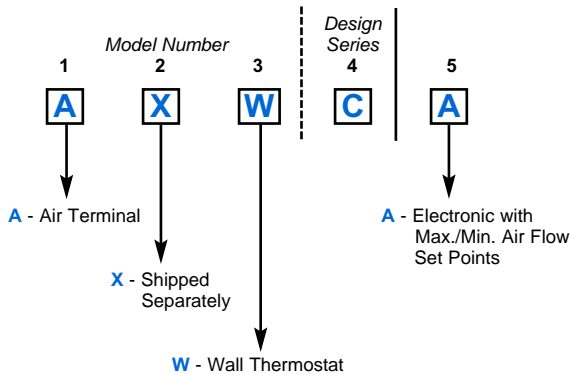 Model Number
Design
Series
1 2 3 4 5
A X W C A
A - Air Terminal
A - Electronic with
Max./Min. Air Flow
Set Points
X - Shipped
Separately
W - Wall Thermostat